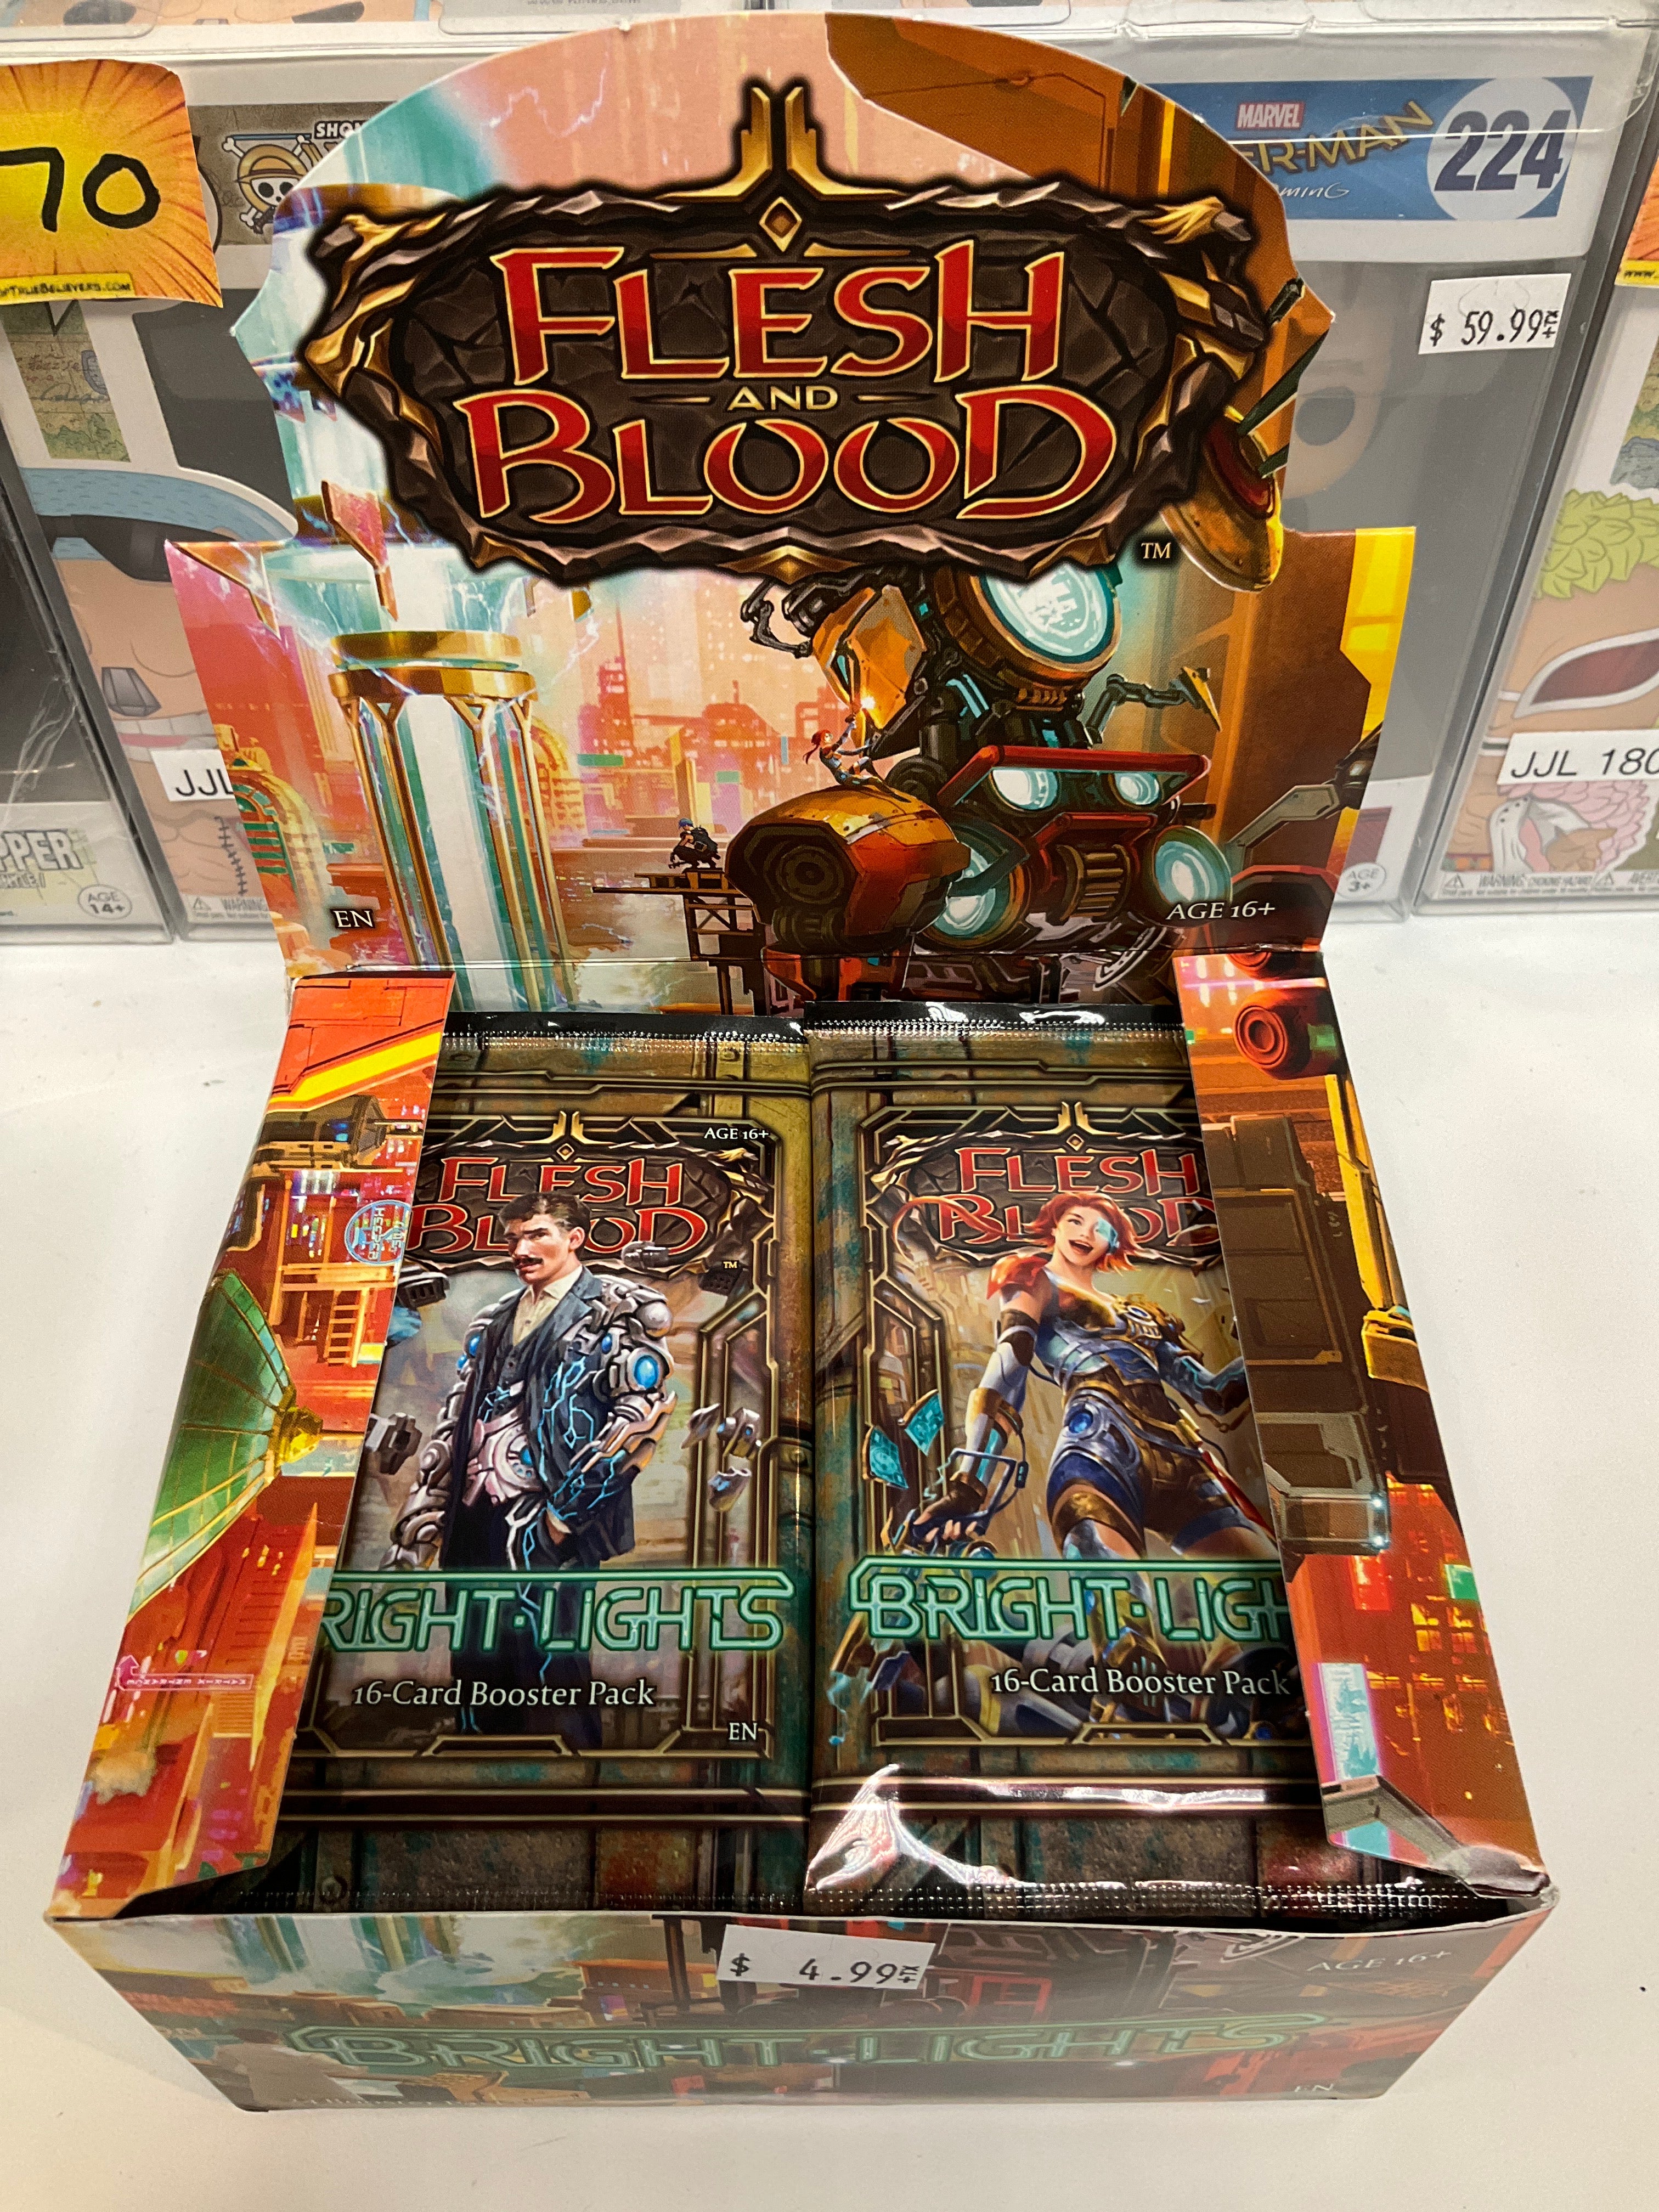 70
MARVEL
224
$ 59.99
FLESH
AND
BLOOD
TM
JJL 180
AGE
14+
AGE
3+
EN
AGE 16+
AGE 16+
FLESH
BLOOD
TM
RIGHT·LIGHTS
16-Card Booster Pack
EN
FLESH
BLOOD
BRIGHT·LIGH
16-Card Booster Pack
$ 4.99
AGE 16+
BRIGHT·LIGHTS
EN